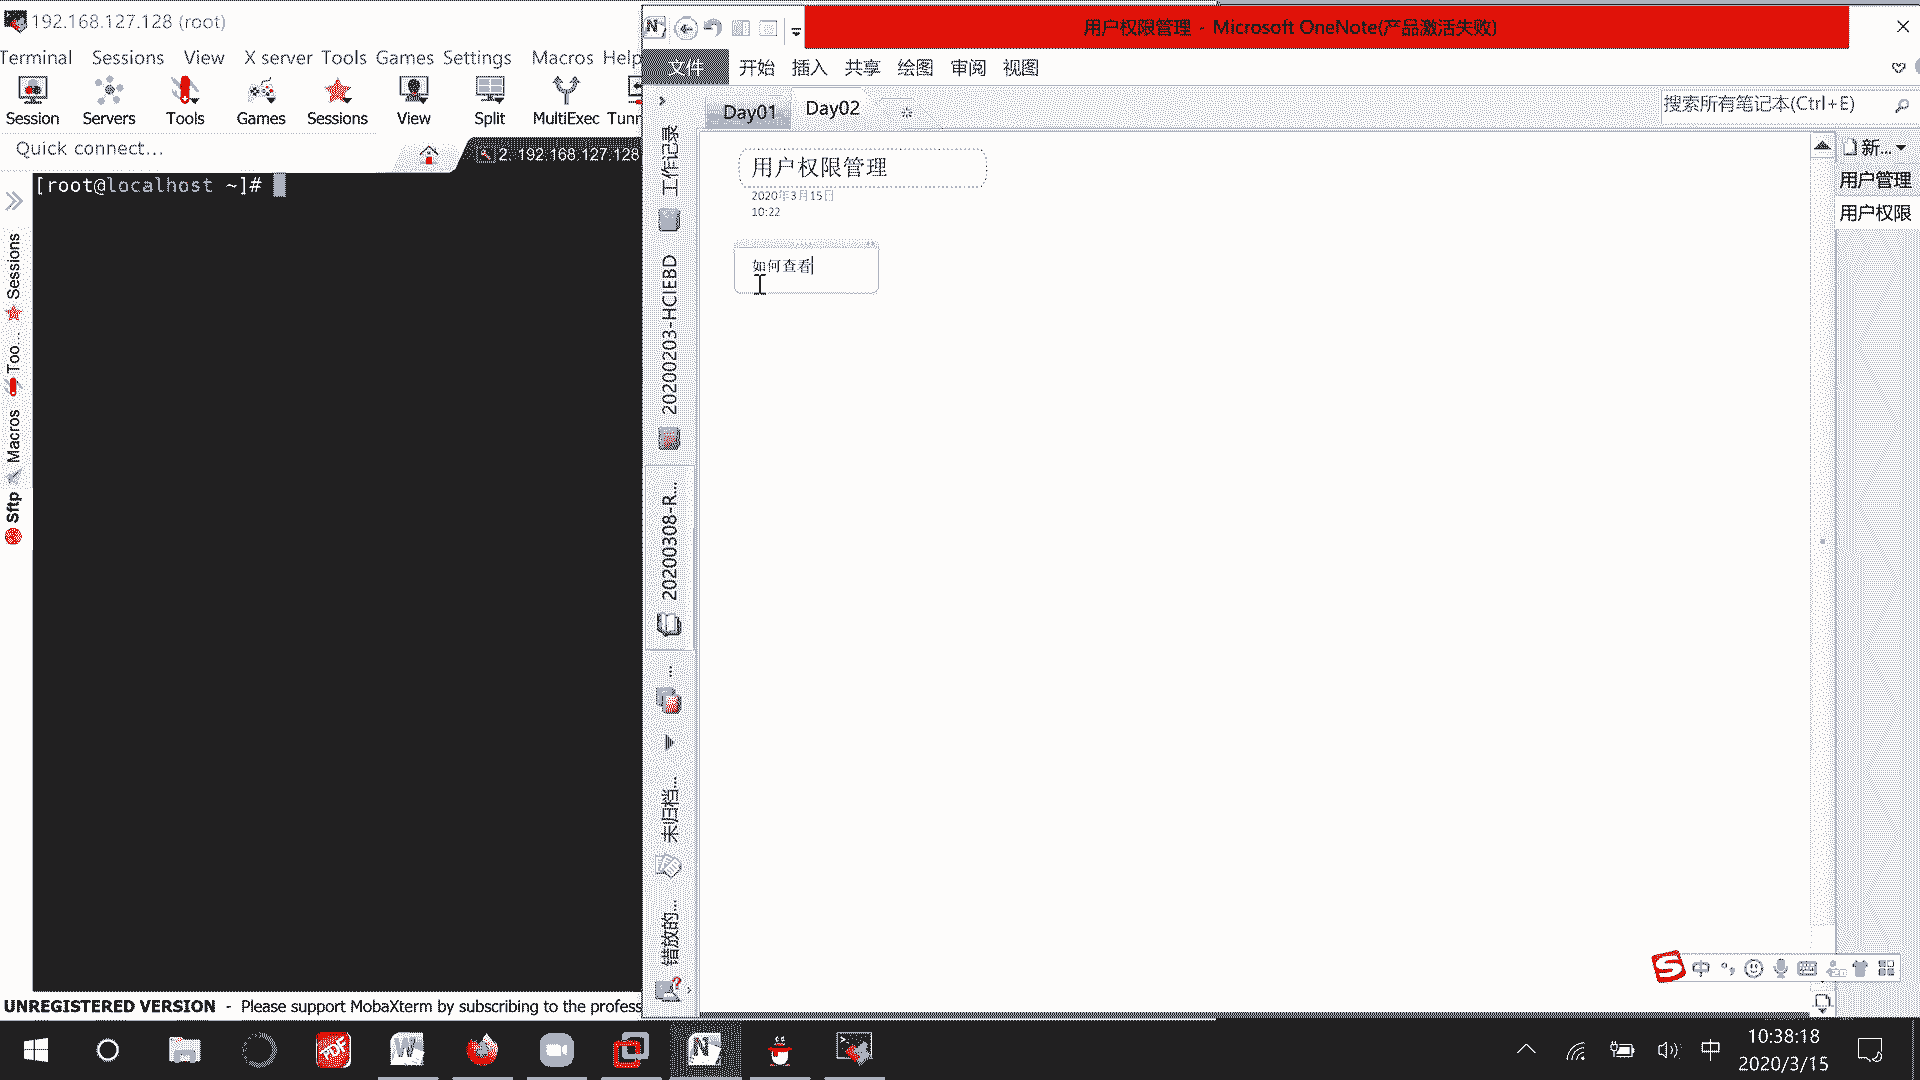 192.168.127.128 (root)
Terminal Sessions View X server Tools Games Settings Macros Help
Session Servers Tools Games Sessions View Split MultiExec Tunn
Quick connect...
2. 192.168.127.128
[root@localhost ~]#
Sessions
Too...
Macros
Sftp
UNREGISTERED VERSION - Please support MobaXterm by subscribing to the profess
用户权限管理 - Microsoft OneNote(产品激活失败)
文件 开始 插入 共享 绘图 审阅 视图
Day01 Day02
搜索所有笔记本(Ctrl+E)
工作记录
20200203-HCIEBD
20200308-R...
...
未归档...
错放的...
用户权限管理
2020年3月15日
10:22
如何查看
新...
用户管理
用户权限
中
中
10:38:18
2020/3/15